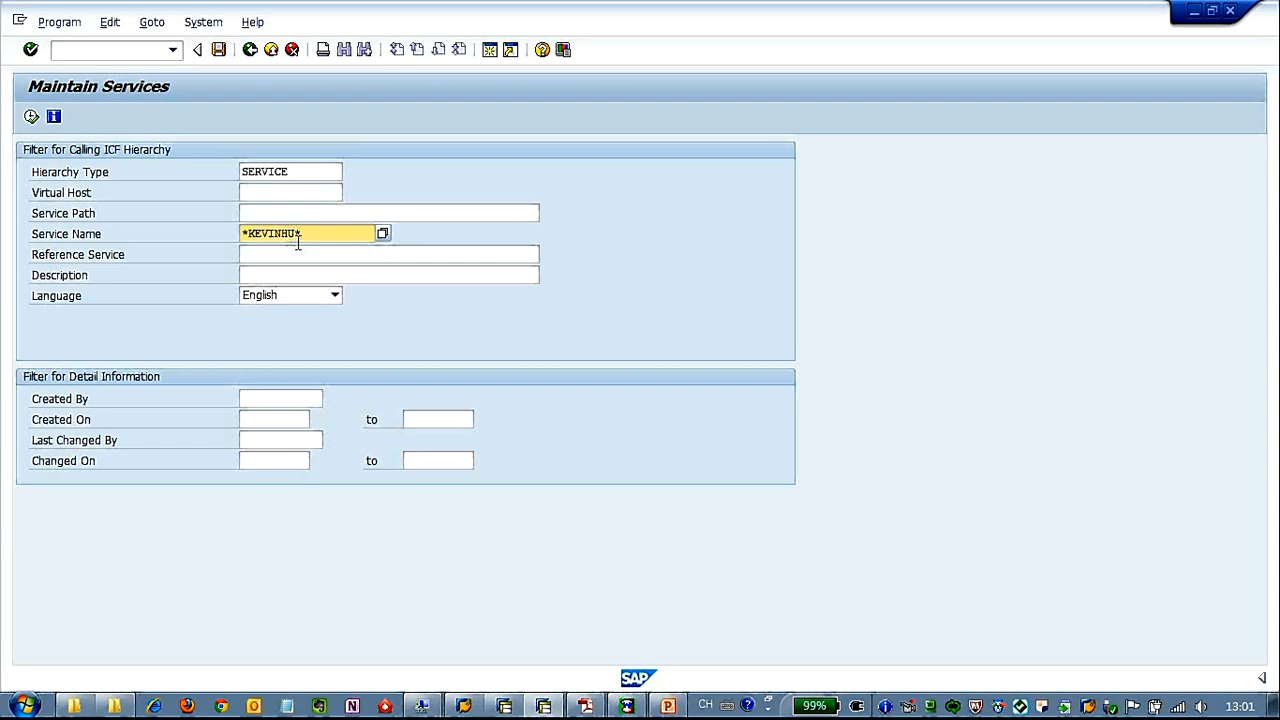 Program Edit Goto System Help
Maintain Services
Filter for Calling ICF Hierarchy
Hierarchy Type SERVICE
Virtual Host
Service Path
Service Name *KEVINHU*
Reference Service
Description
Language English
Filter for Detail Information
Created By
Created On to
Last Changed By
Changed On to
SAP
CH 99% 13:01